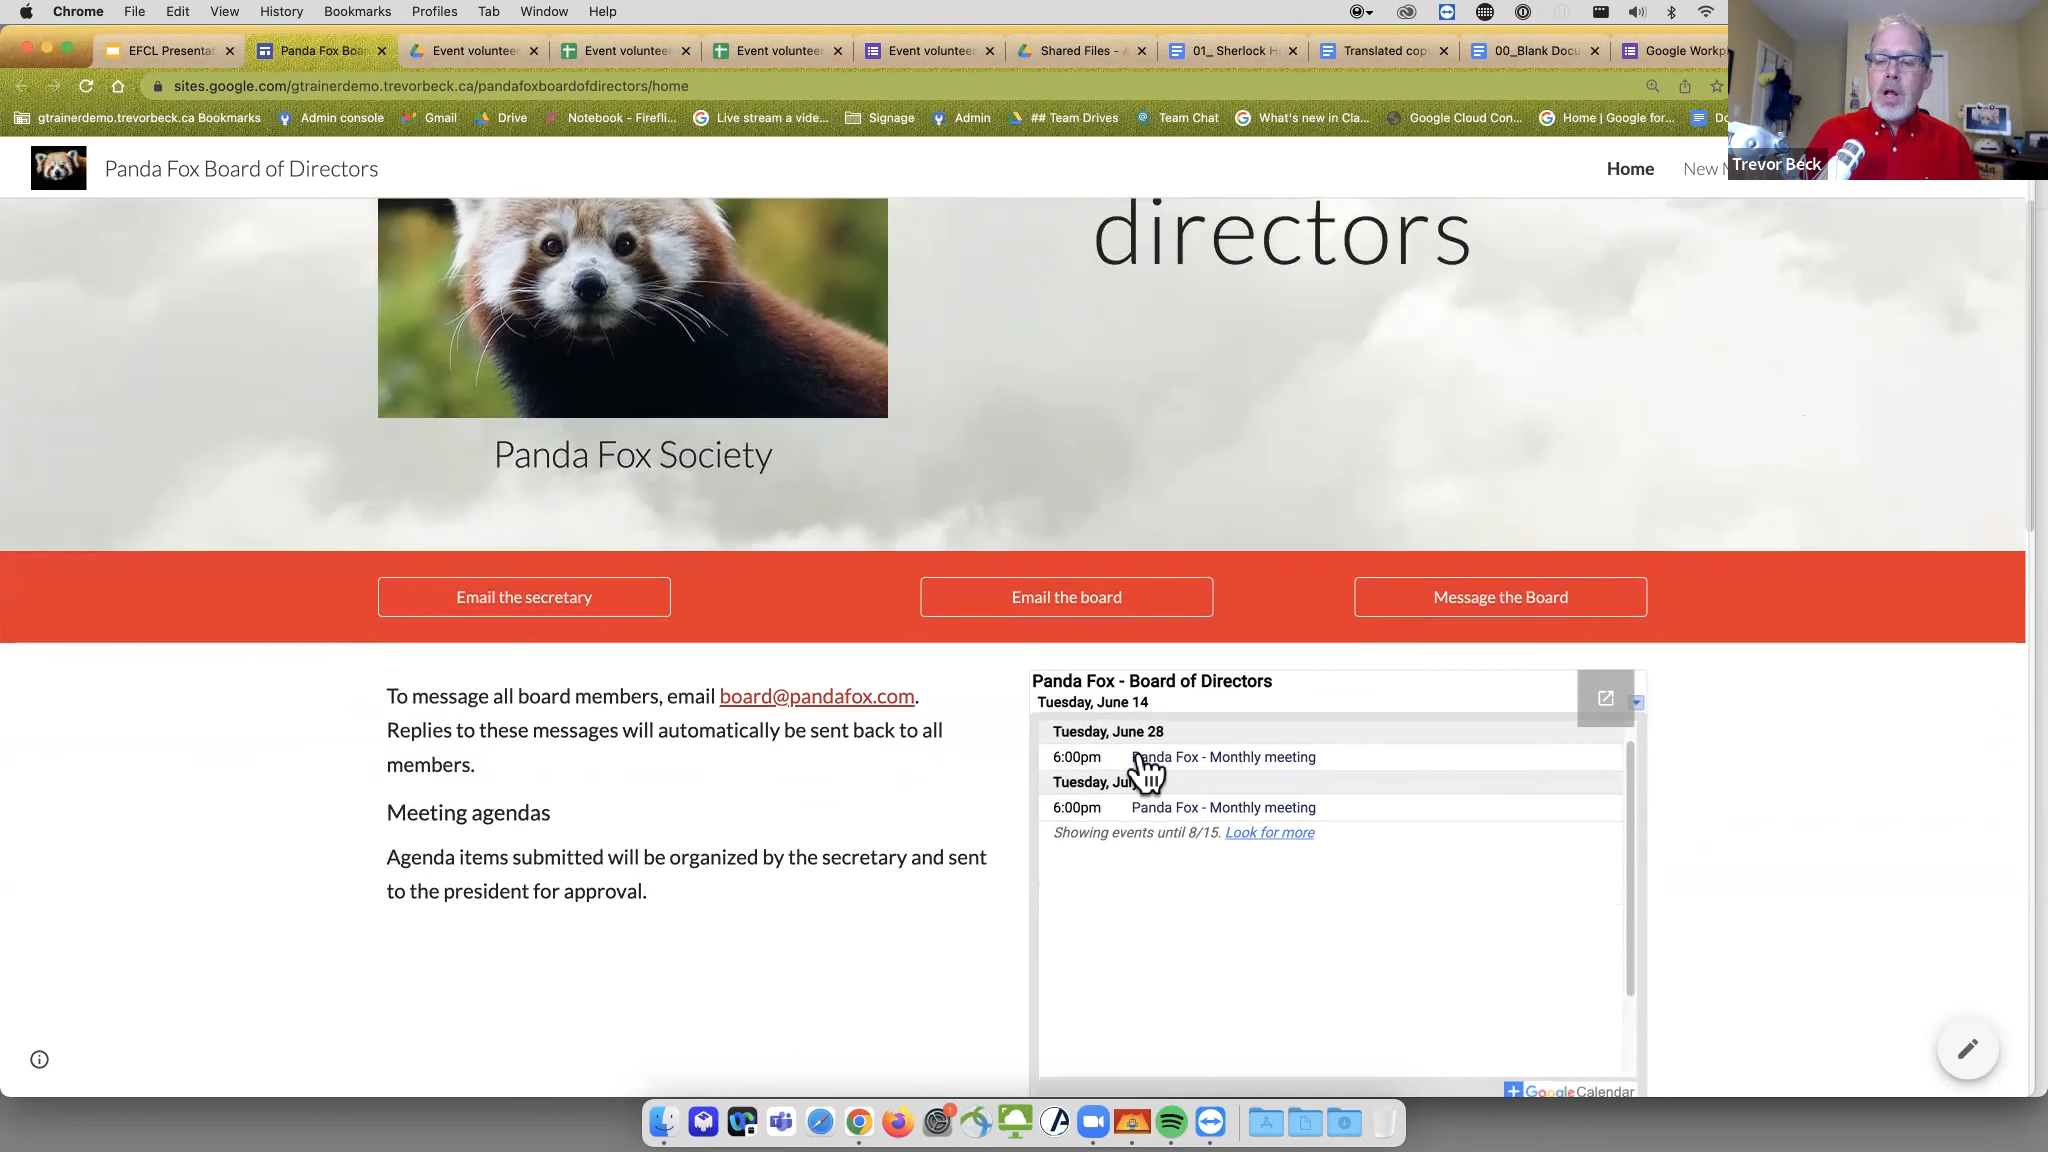 Chrome File Edit View History Bookmarks Profiles Tab Window Help
EFCL Presentat
Panda Fox Boa
Event voluntee
Event voluntee
Event voluntee
Event voluntee
Shared Files -
01_ Sherlock H
Translated cop
00_Blank Docu
Google Workp
sites.google.com/gtrainerdemo.trevorbeck.ca/pandafoxboardofdirectors/home
gtrainerdemo.trevorbeck.ca Bookmarks
Admin console
Gmail
Drive
Notebook - Firefli...
Live stream a vide...
Signage
Admin
## Team Drives
Team Chat
What's new in Cla...
Google Cloud Con...
Home | Google for...
Trevor Beck
Panda Fox Board of Directors
Home
New
directors
Panda Fox Society
Email the secretary
Email the board
Message the Board
To message all board members, email board@pandafox.com.
Replies to these messages will automatically be sent back to all
members.
Meeting agendas
Agenda items submitted will be organized by the secretary and sent
to the president for approval.
Panda Fox - Board of Directors
Tuesday, June 14
Tuesday, June 28
6:00pm Panda Fox - Monthly meeting
Tuesday,
6:00pm Panda Fox - Monthly meeting
Showing events until 8/15. Look for more
Google Calendar